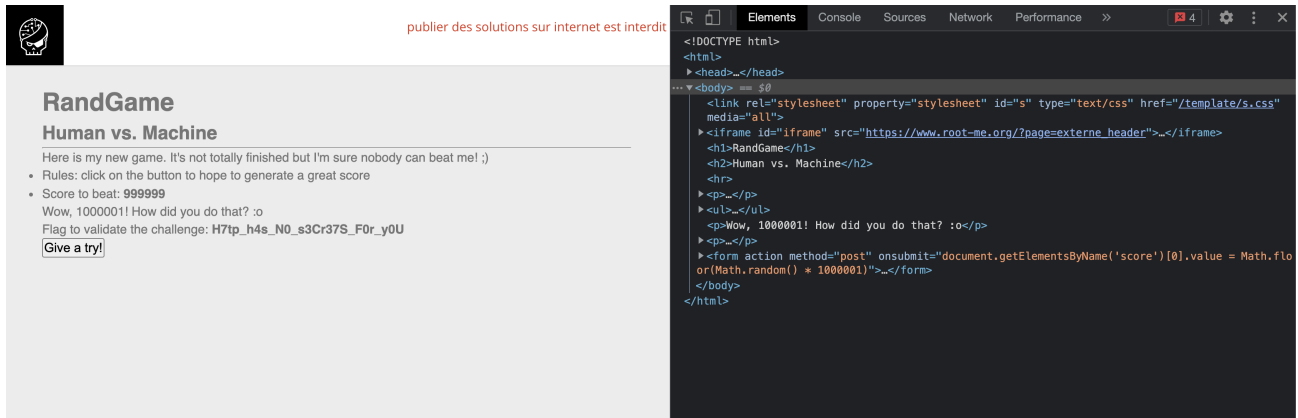 publier des solutions sur internet est interdit
RandGame
Human vs. Machine
Here is my new game. It's not totally finished but I'm sure nobody can beat me! ;)
Rules: click on the button to hope to generate a great score
Score to beat: 999999
Wow, 1000001! How did you do that? :o
Flag to validate the challenge: H7tp_h4s_N0_s3Cr37S_F0r_y0U
Give a try!
Elements Console Sources Network Performance » 4
<!DOCTYPE html>
<html>
<head>…</head>
<body> == $0
<link rel="stylesheet" property="stylesheet" id="s" type="text/css" href="/template/s.css"
media="all">
<iframe id="iframe" src="https://www.root-me.org/?page=externe_header">…</iframe>
<h1>RandGame</h1>
<h2>Human vs. Machine</h2>
<hr>
<p>…</p>
<ul>…</ul>
<p>Wow, 1000001! How did you do that? :o</p>
<p>…</p>
<form action method="post" onsubmit="document.getElementsByName('score')[0].value = Math.flo
or(Math.random() * 1000001)">…</form>
</body>
</html>